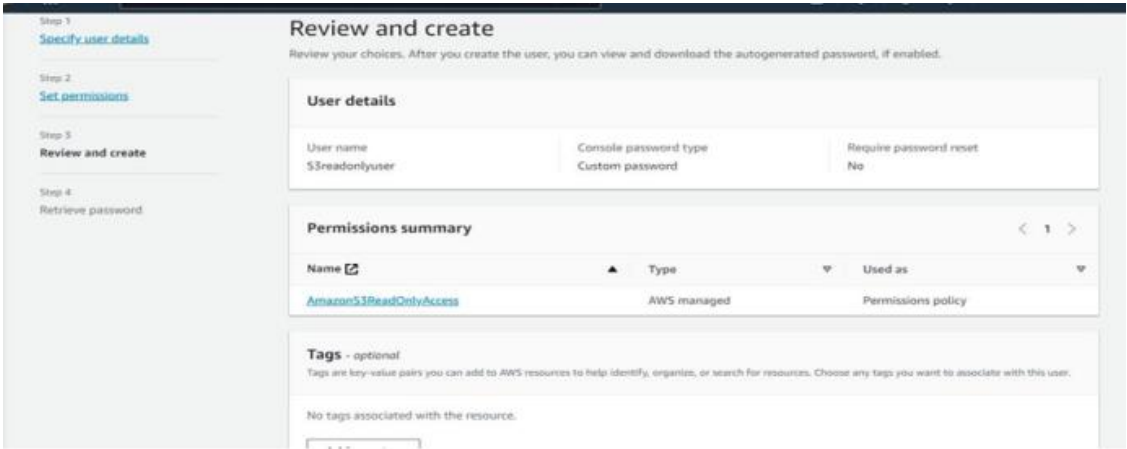 Step 1
Specify user details
Step 2
Set permissions
Step 3
Review and create
Step 4
Retrieve password
Review and create
Review your choices. After you create the user, you can view and download the autogenerated password, if enabled.
User details
User name
Console password type
Require password reset
S3readonlyuser
Custom password
No
Permissions summary
< 1 >
Name
Type
Used as
AmazonS3ReadOnlyAccess
AWS managed
Permissions policy
Tags - optional
Tags are key-value pairs you can add to AWS resources to help identify, organize, or search for resources. Choose any tags you want to associate with this user.
No tags associated with the resource.